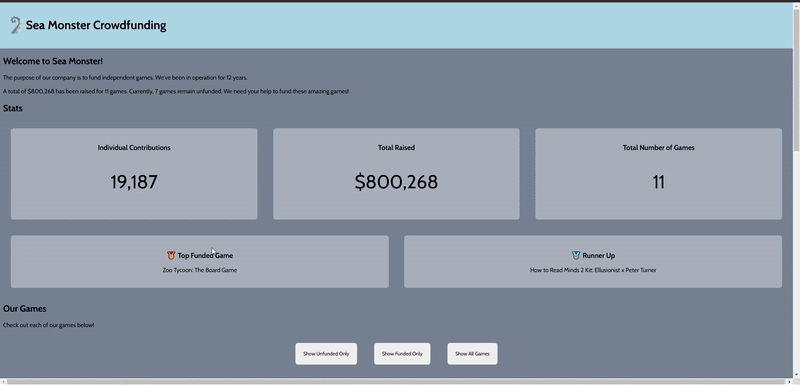 Sea Monster Crowdfunding
Welcome to Sea Monster!
The purpose of our company is to fund independent games. We've been in operation for 12 years.
A total of $800,268 has been raised for 11 games. Currently, 7 games remain unfunded. We need your help to fund these amazing games!
Stats
Individual Contributions
Total Raised
Total Number of Games
19,187
$800,268
11
Top Funded Game
Runner Up
Zoo Tycoon: The Board Game
How to Read Minds 2 Kit: Ellusionist x Peter Turner
Our Games
Check out each of our games below!
Show Unfunded Only
Show Funded Only
Show All Games